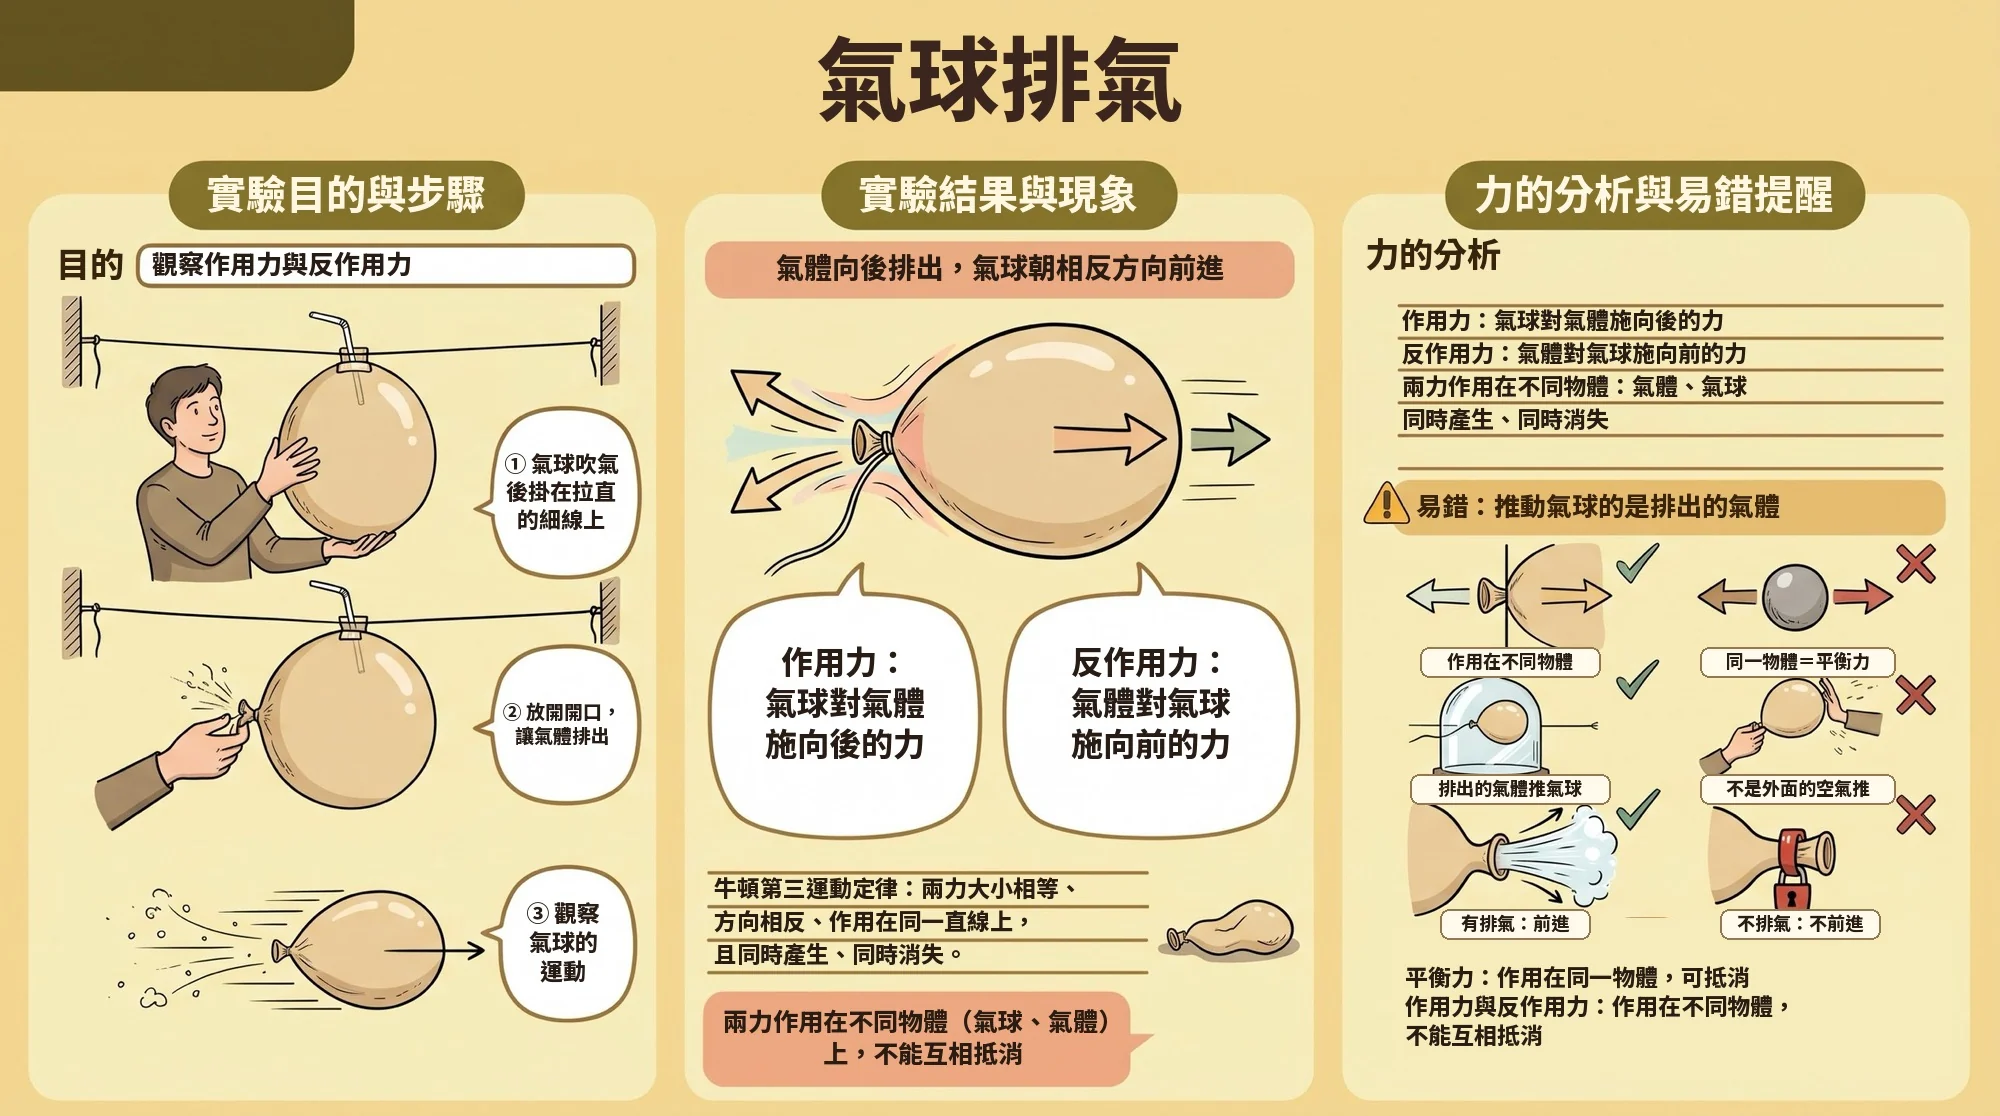 氣球排氣
實驗目的與步驟
目的
觀察作用力與反作用力
① 氣球吹氣
後掛在拉直
的細線上
② 放開開口，
讓氣體排出
③ 觀察
氣球的
運動
實驗結果與現象
氣體向後排出，氣球朝相反方向前進
作用力：
氣球對氣體
施向後的力
反作用力：
氣體對氣球
施向前的力
牛頓第三運動定律：兩力大小相等、
方向相反、作用在同一直線上，
且同時產生、同時消失。
兩力作用在不同物體（氣球、氣體）
上，不能互相抵消
力的分析與易錯提醒
力的分析
作用力：氣球對氣體施向後的力
反作用力：氣體對氣球施向前的力
兩力作用在不同物體：氣體、氣球
同時產生、同時消失
易錯：推動氣球的是排出的氣體
作用在不同物體
同一物體＝平衡力
排出的氣體推氣球
不是外面的空氣推
有排氣：前進
不排氣：不前進
平衡力：作用在同一物體，可抵消
作用力與反作用力：作用在不同物體，
不能互相抵消